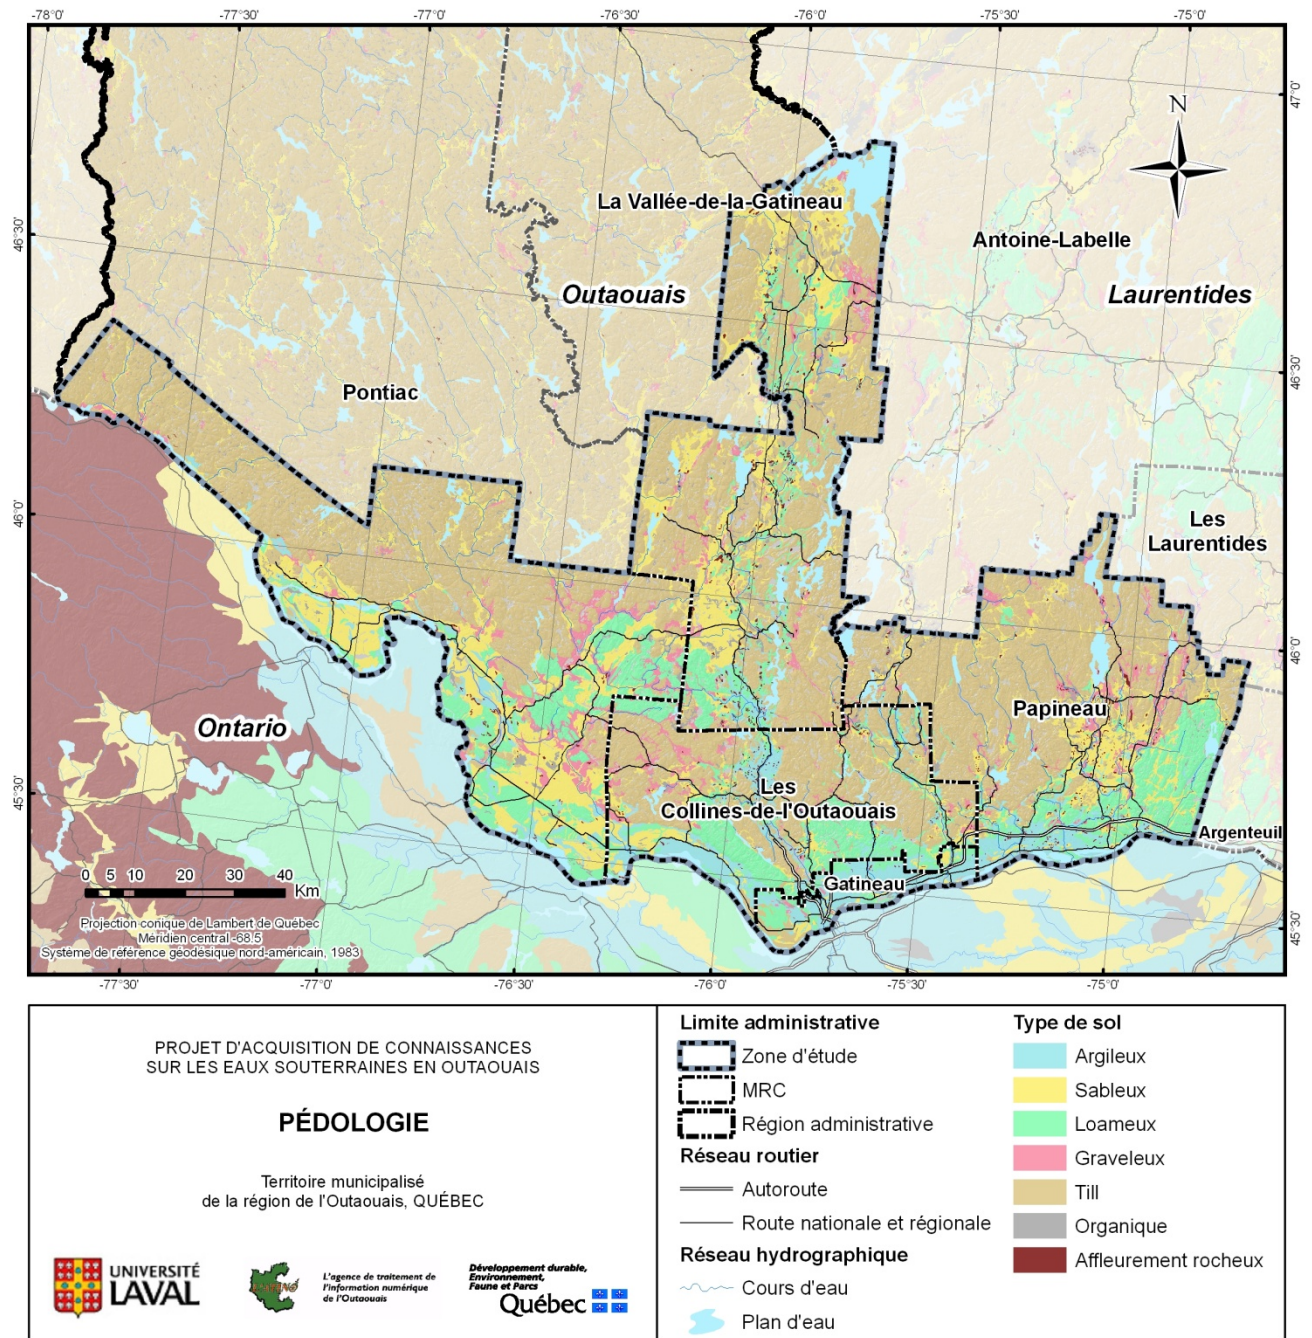 -78°0' -77°30' -77°0' -76°30' -76°0' -75°30' -75°0'
47°0'
N
La Vallée-de-la-Gatineau
46°30'
Antoine-Labelle
Outaouais
Laurentides
46°30'
Pontiac
46°0'
Les
Laurentides
46°0'
Papineau
Ontario
45°30'
Les
Collines-de-l'Outaouais
Argenteuil
Gatineau
0 5 10 20 30 40
Km
Projection conique de Lambert de Québec
Méridien central -68.5
Système de référence géodésique nord-américain, 1983
45°30'
-77°30' -77°0' -76°30' -76°0' -75°30' -75°0'
PROJET D'ACQUISITION DE CONNAISSANCES
SUR LES EAUX SOUTERRAINES EN OUTAOUAIS
PÉDOLOGIE
Territoire municipalisé
de la région de l'Outaouais, QUÉBEC
UNIVERSITÉ
LAVAL
L'agence de traitement de
l'information numérique
de l'Outaouais
Développement durable,
Environnement,
Faune et Parcs
Québec
Limite administrative
Zone d'étude
MRC
Région administrative
Réseau routier
Autoroute
Route nationale et régionale
Réseau hydrographique
Cours d'eau
Plan d'eau
Type de sol
Argileux
Sableux
Loameux
Graveleux
Till
Organique
Affleurement rocheux